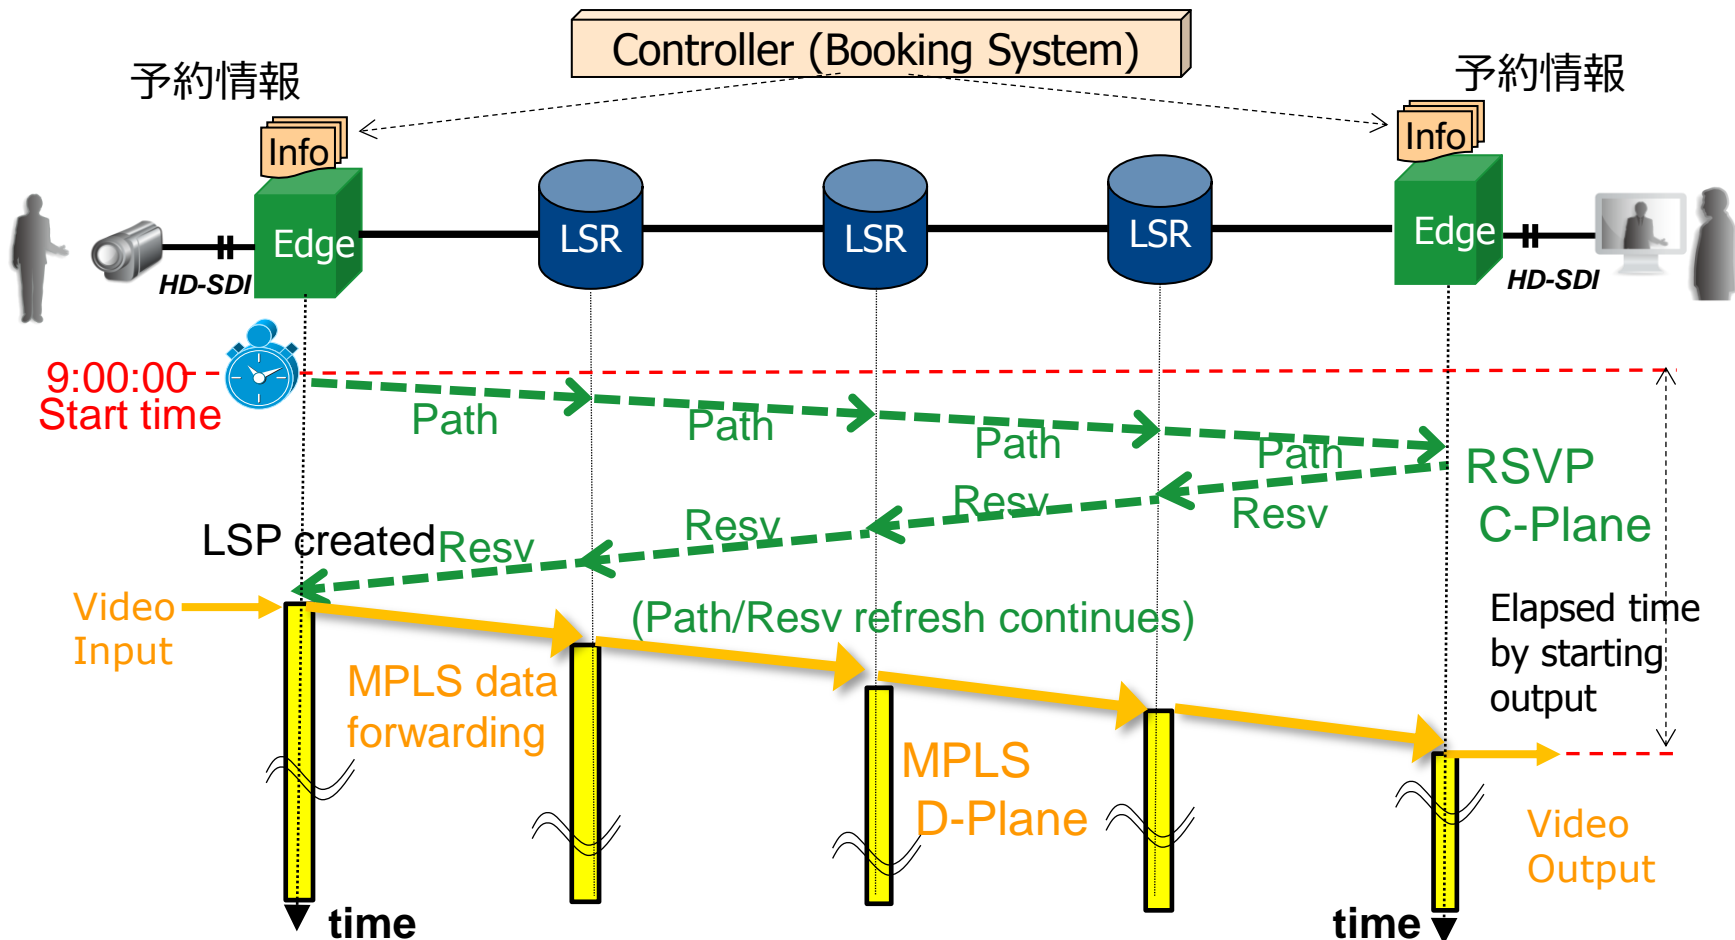 Controller (Booking System)
予約情報
予約情報
Info
Info
Edge
LSR
LSR
LSR
Edge
HD-SDI
HD-SDI
9:00:00
Start time
Path
Path
Path
Path
RSVP
C-Plane
Resv
Resv
Resv
Resv
LSP created
Video
Input
(Path/Resv refresh continues)
Elapsed time
by starting
output
MPLS data
forwarding
MPLS
D-Plane
Video
Output
time
time